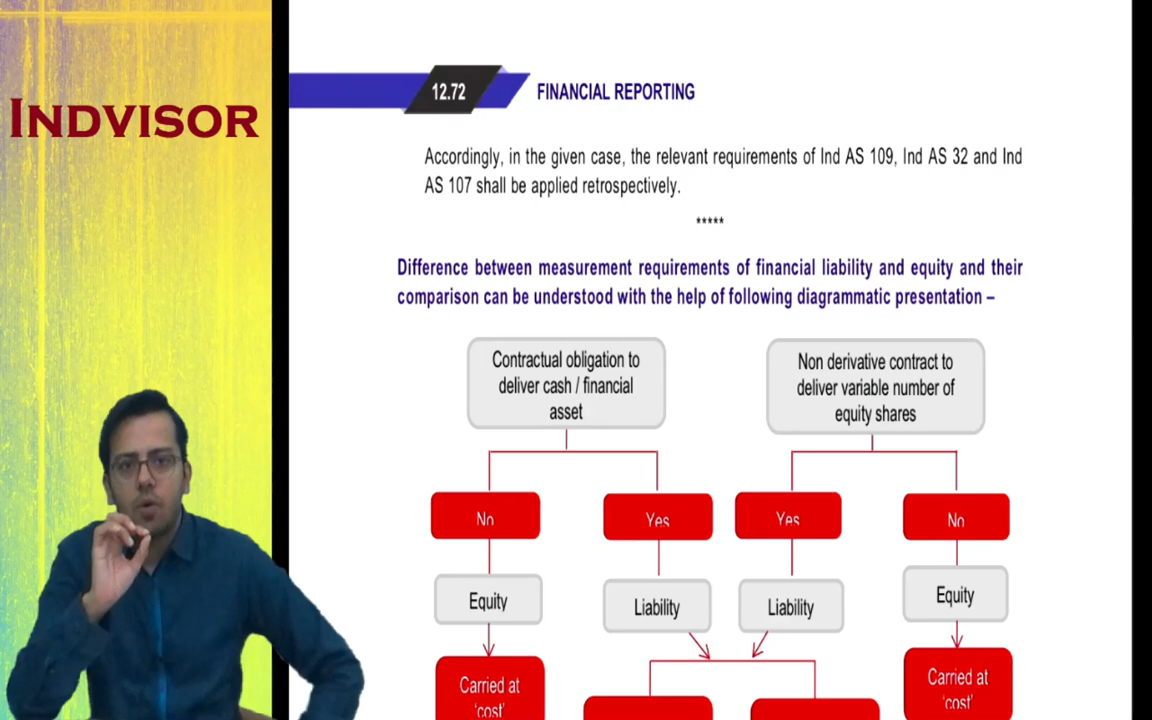 INDVISOR
12.72
FINANCIAL REPORTING
Accordingly, in the given case, the relevant requirements of Ind AS 109, Ind AS 32 and Ind
AS 107 shall be applied retrospectively.
*****
Difference between measurement requirements of financial liability and equity and their
comparison can be understood with the help of following diagrammatic presentation –
Contractual obligation to
deliver cash / financial
asset
Non derivative contract to
deliver variable number of
equity shares
No
Yes
Yes
No
Equity
Liability
Liability
Equity
Carried at
'cost'
Carried at
'cost'